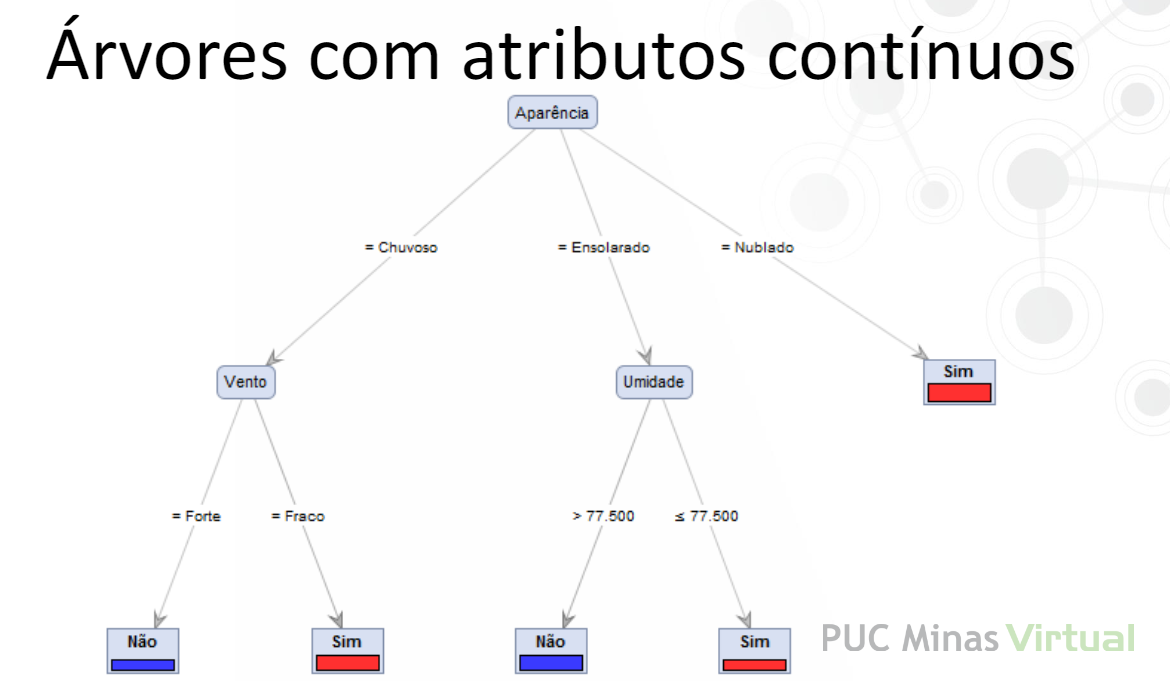 Árvores com atributos contínuos
Aparência
= Chuvoso
= Ensolarado
= Nublado
Vento
Umidade
Sim
= Forte
= Fraco
> 77.500
≤ 77.500
Não
Sim
Não
Sim
PUC Minas Virtual